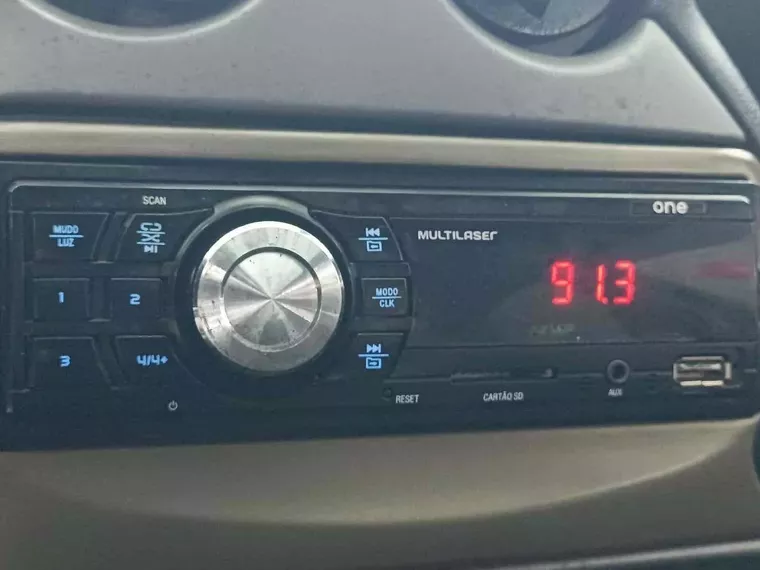 SCAN
one
MUDO
LUZ
MULTILASER
91.3
1
2
MODO
CLK
3
4/4+
RESET
CARTÃO SD
AUX